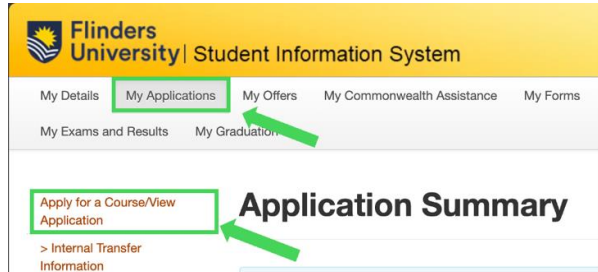 Flinders
University | Student Information System
My Details My Applications My Offers My Commonwealth Assistance My Forms
My Exams and Results My Graduation
Apply for a Course/View
Application
Application Summary
> Internal Transfer
Information